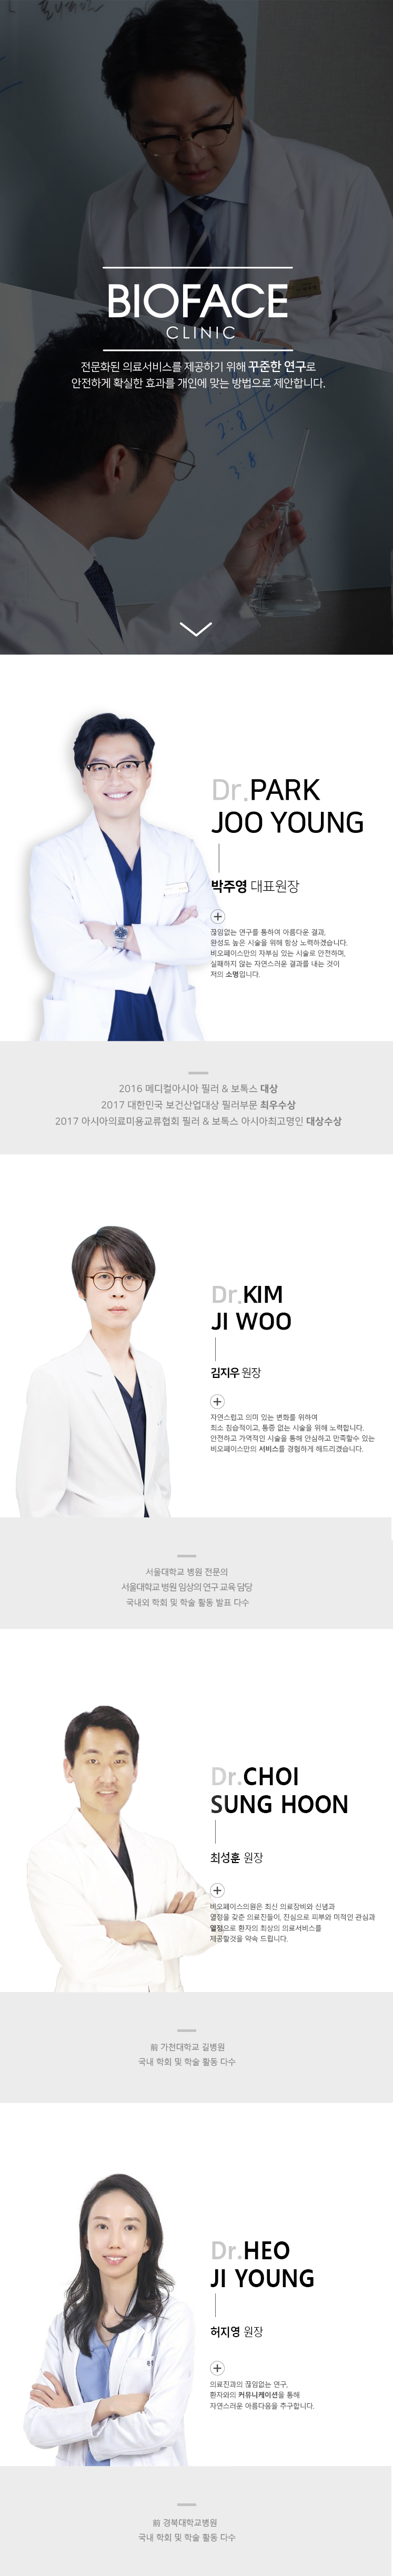 BIOFACE
CLINIC
전문화된 의료서비스를 제공하기 위해 꾸준한 연구로
안전하게 확실한 효과를 개인에 맞는 방법으로 제안합니다.
2:8
3:8
Dr.PARK
JOO YOUNG
박주영 대표원장
끊임없는 연구를 통하여 아름다운 결과,
완성도 높은 시술을 위해 항상 노력하겠습니다.
비오페이스만의 자부심 있는 시술로 안전하며,
실패하지 않는 자연스러운 결과를 내는 것이
저의 소명입니다.
2016 메디컬아시아 필러 & 보톡스 대상
2017 대한민국 보건산업대상 필러부문 최우수상
2017 아시아의료미용교류협회 필러 & 보톡스 아시아최고명인 대상수상
Dr.KIM
JI WOO
김지우 원장
자연스럽고 의미 있는 변화를 위하여
최소 침습적이고, 통증 없는 시술을 위해 노력합니다.
안전하고 가역적인 시술을 통해 안심하고 만족할수 있는
비오페이스만의 서비스를 경험하게 해드리겠습니다.
서울대학교 병원 전문의
서울대학교 병원 임상의 연구 교육 담당
국내외 학회 및 학술 활동 발표 다수
Dr.CHOI
SUNG HOON
최성훈 원장
비오페이스의원은 최신 의료장비와 신념과
열정을 갖춘 의료진들이, 진심으로 피부와 미적인 관심과
열정으로 환자의 최상의 의료서비스를
제공할것을 약속 드립니다.
前 가천대학교 길병원
국내 학회 및 학술 활동 다수
Dr.HEO
JI YOUNG
허지영 원장
의료진과의 끊임없는 연구,
환자와의 커뮤니케이션을 통해
자연스러운 아름다움을 추구합니다.
前 경북대학교병원
국내 학회 및 학술 활동 다수